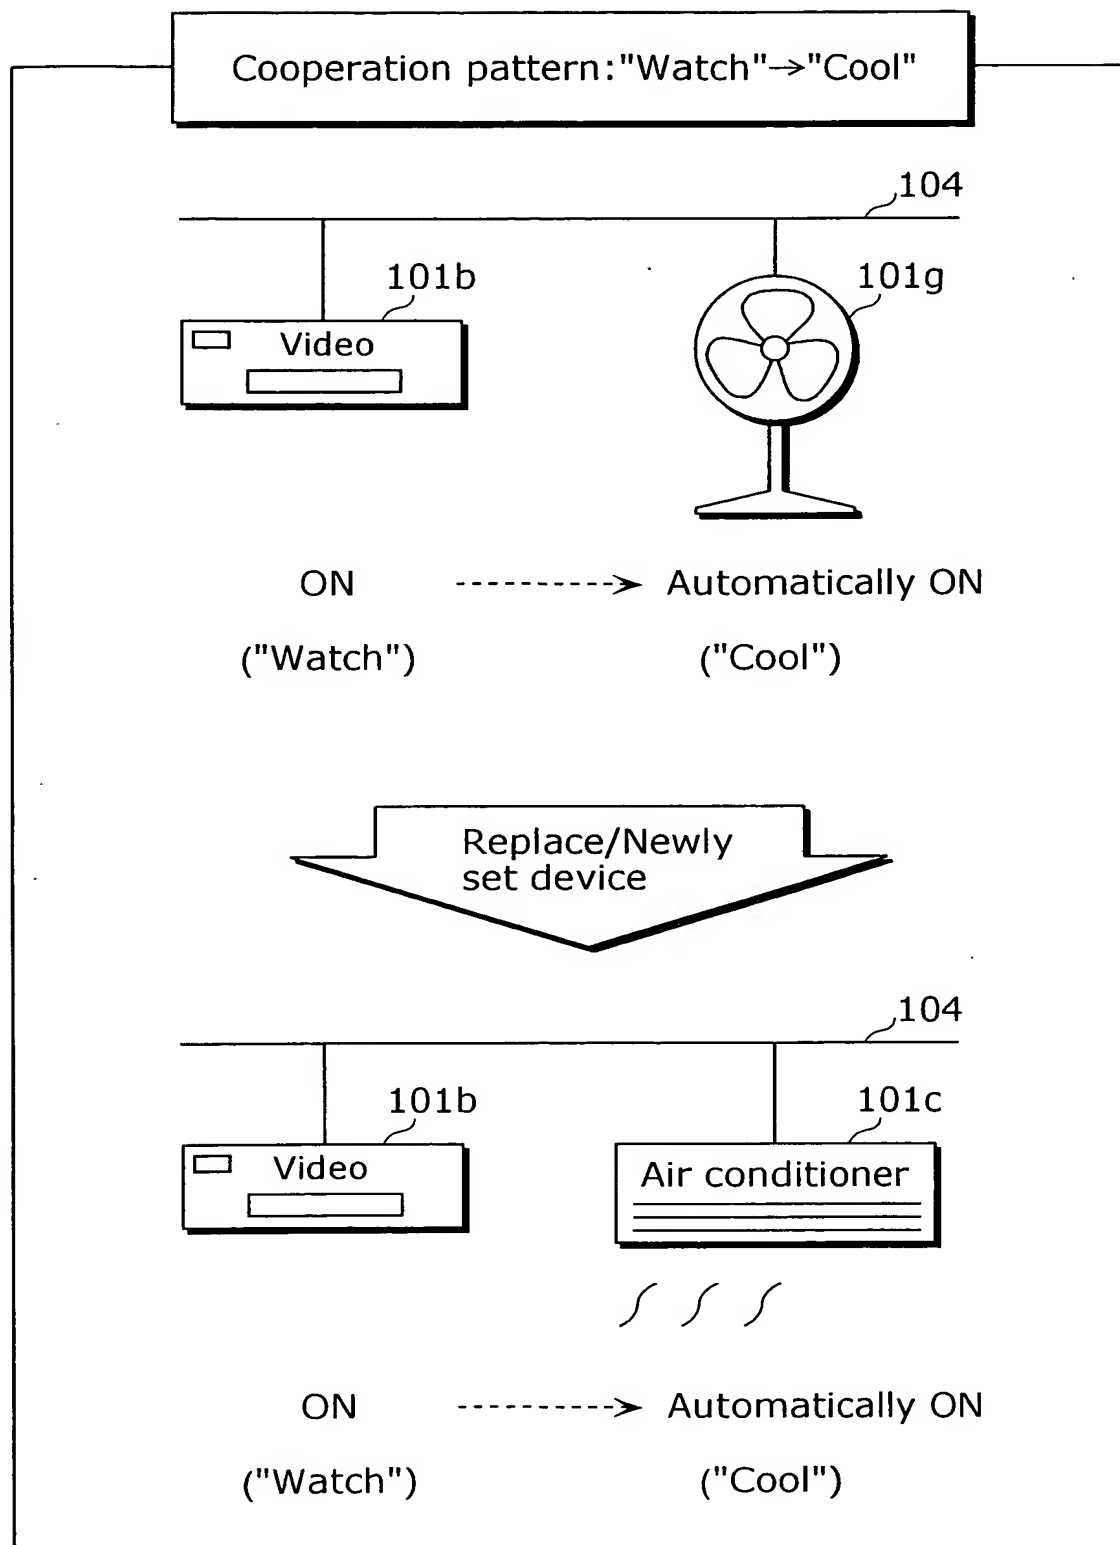 Cooperation pattern:"Watch"→"Cool"
104
101b
101g
Video
ON -----> Automatically ON
("Watch") ("Cool")
Replace/Newly
set device
104
101b
101c
Video
Air conditioner
ON -----> Automatically ON
("Watch") ("Cool")